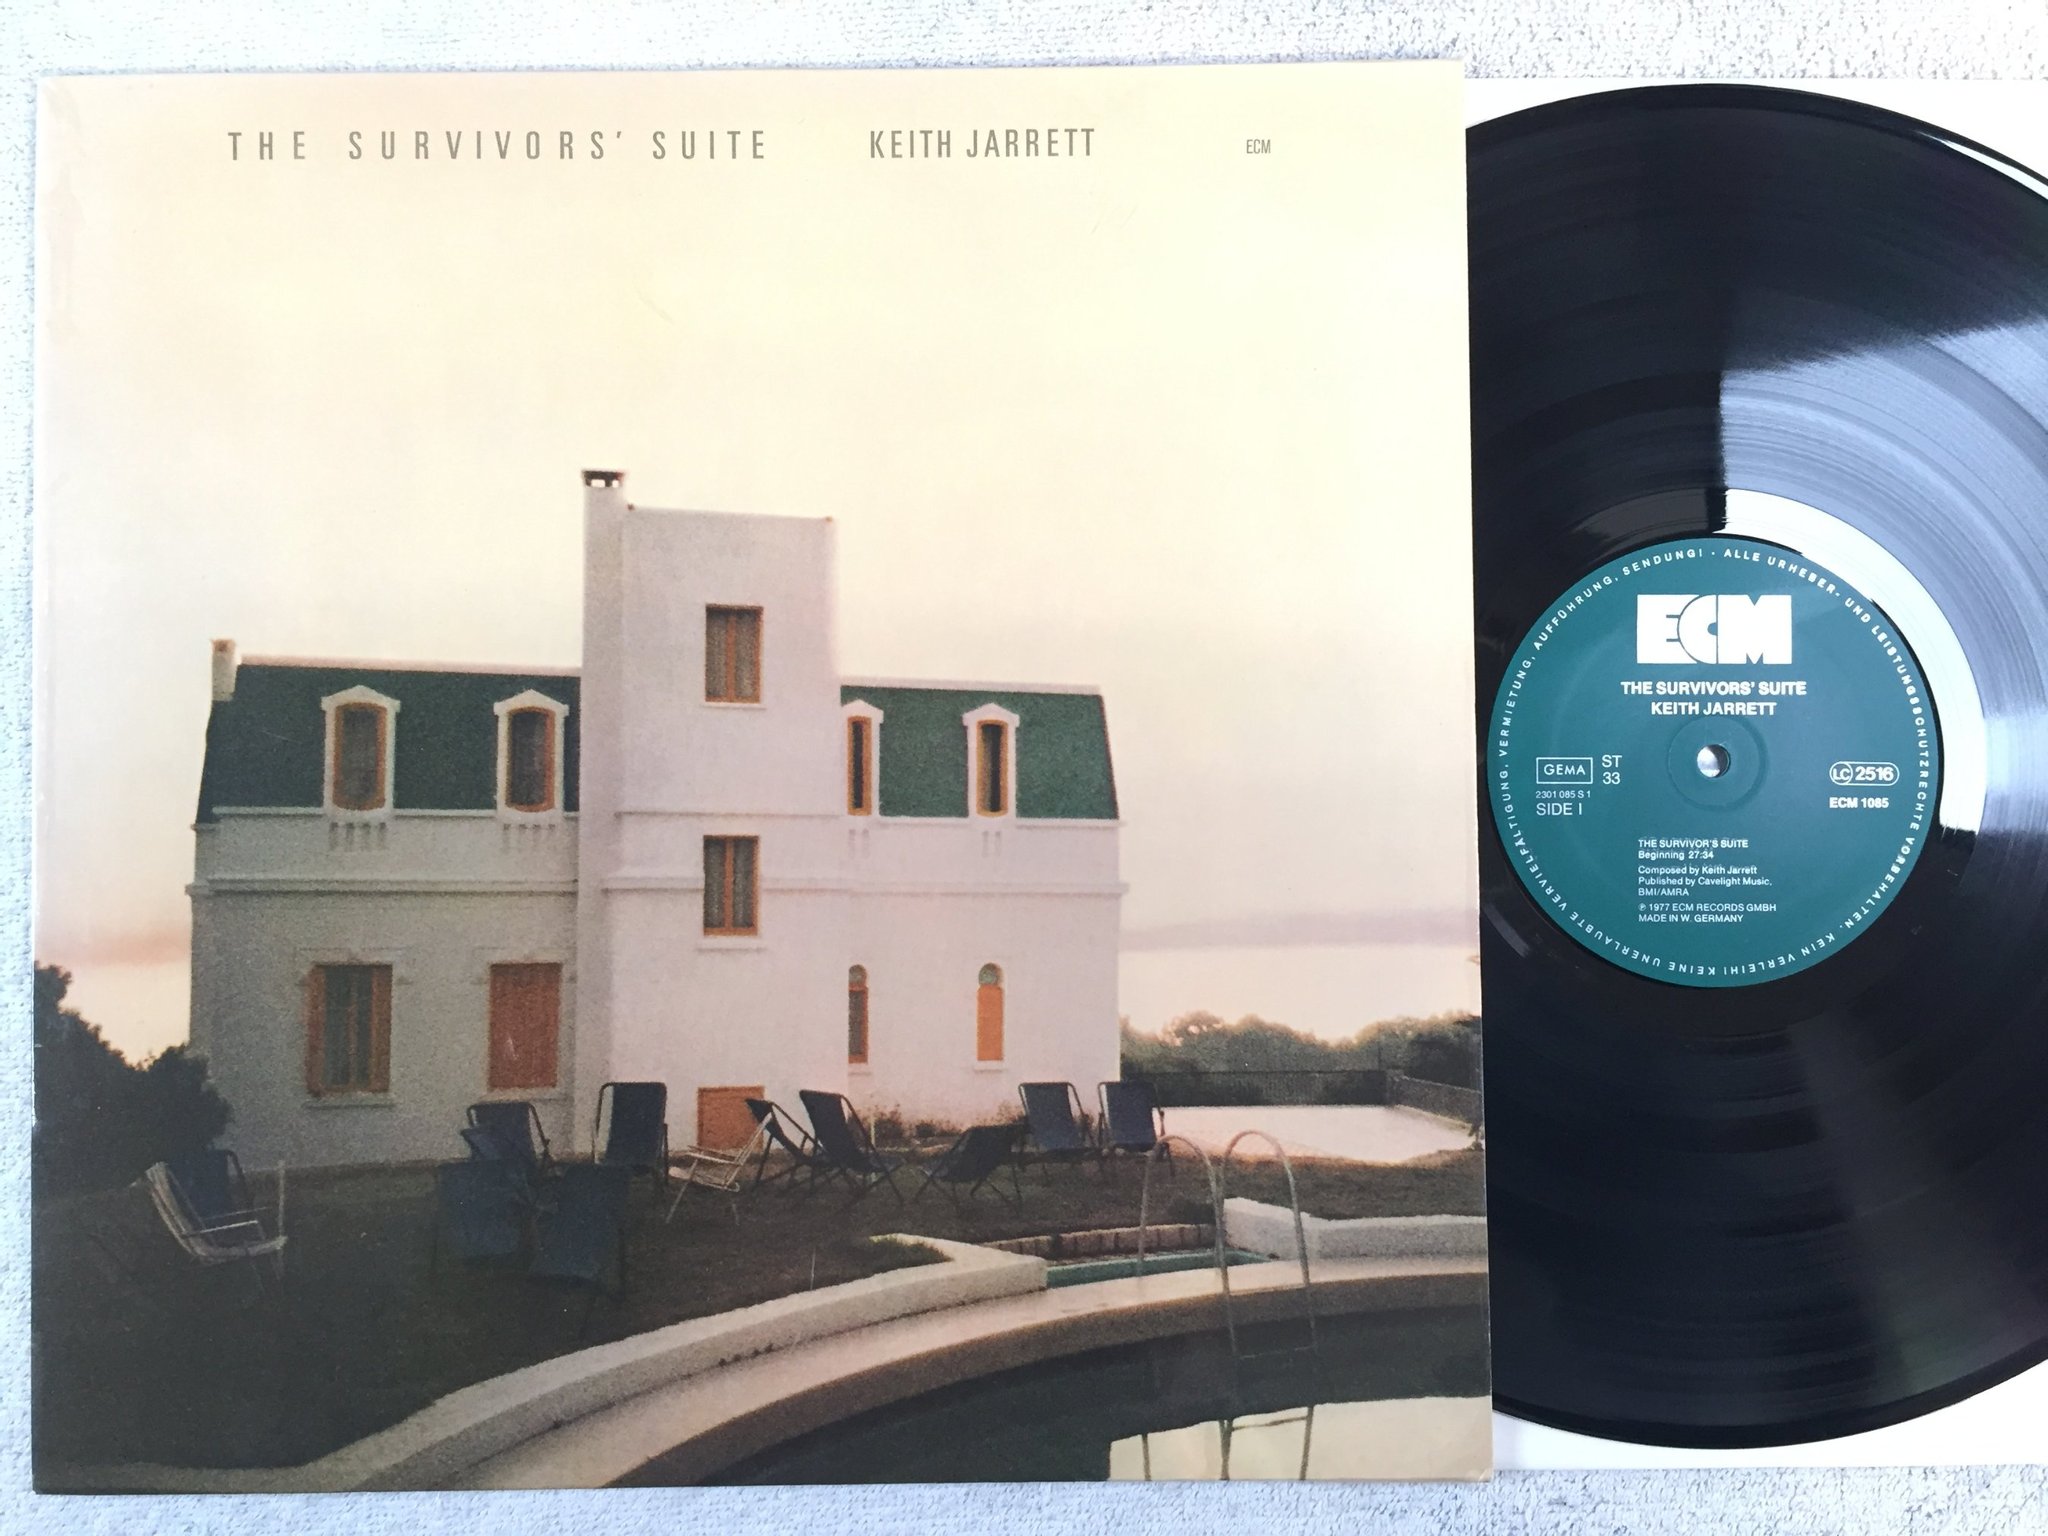 THE SURVIVORS' SUITE KEITH JARRETT ECM
ECM
THE SURVIVORS' SUITE
KEITH JARRETT
GEMA
ST
33
2301 085 S 1
SIDE I
LC 2516
ECM 1085
THE SURVIVOR'S SUITE
Beginning 27:34
Composed by Keith Jarrett
Published by Cavelight Music,
BMI/AMRA
℗ 1977 ECM RECORDS GMBH
MADE IN W. GERMANY
ALLE URHEBER- UND LEISTUNGSSCHUTZRECHTE VORBEHALTEN. KEIN VERLEIH! KEINE UNERLAUBTE VERVIELFÄLTIGUNG, VERMIETUNG, AUFFÜHRUNG, SENDUNG! ·